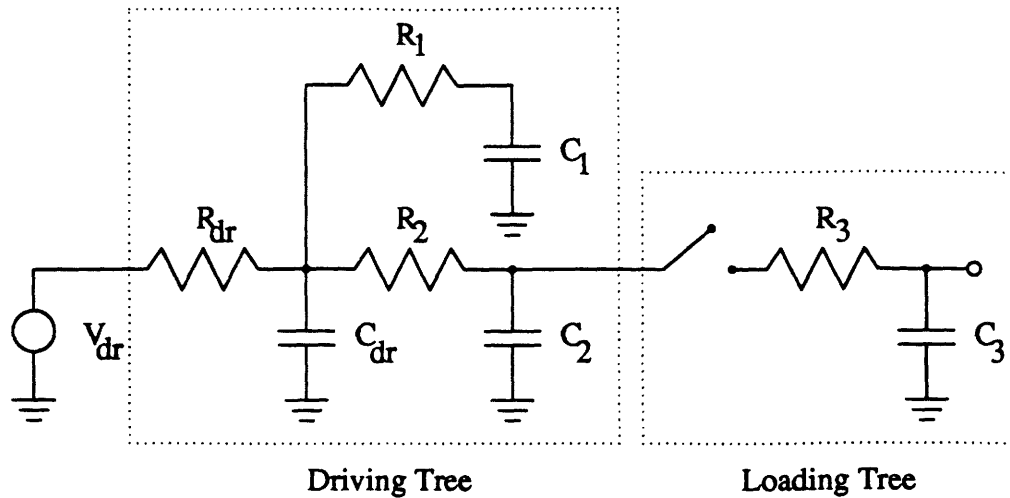 R1
C1
Rdr
R2
R3
Vdr
Cdr
C2
C3
Driving Tree
Loading Tree